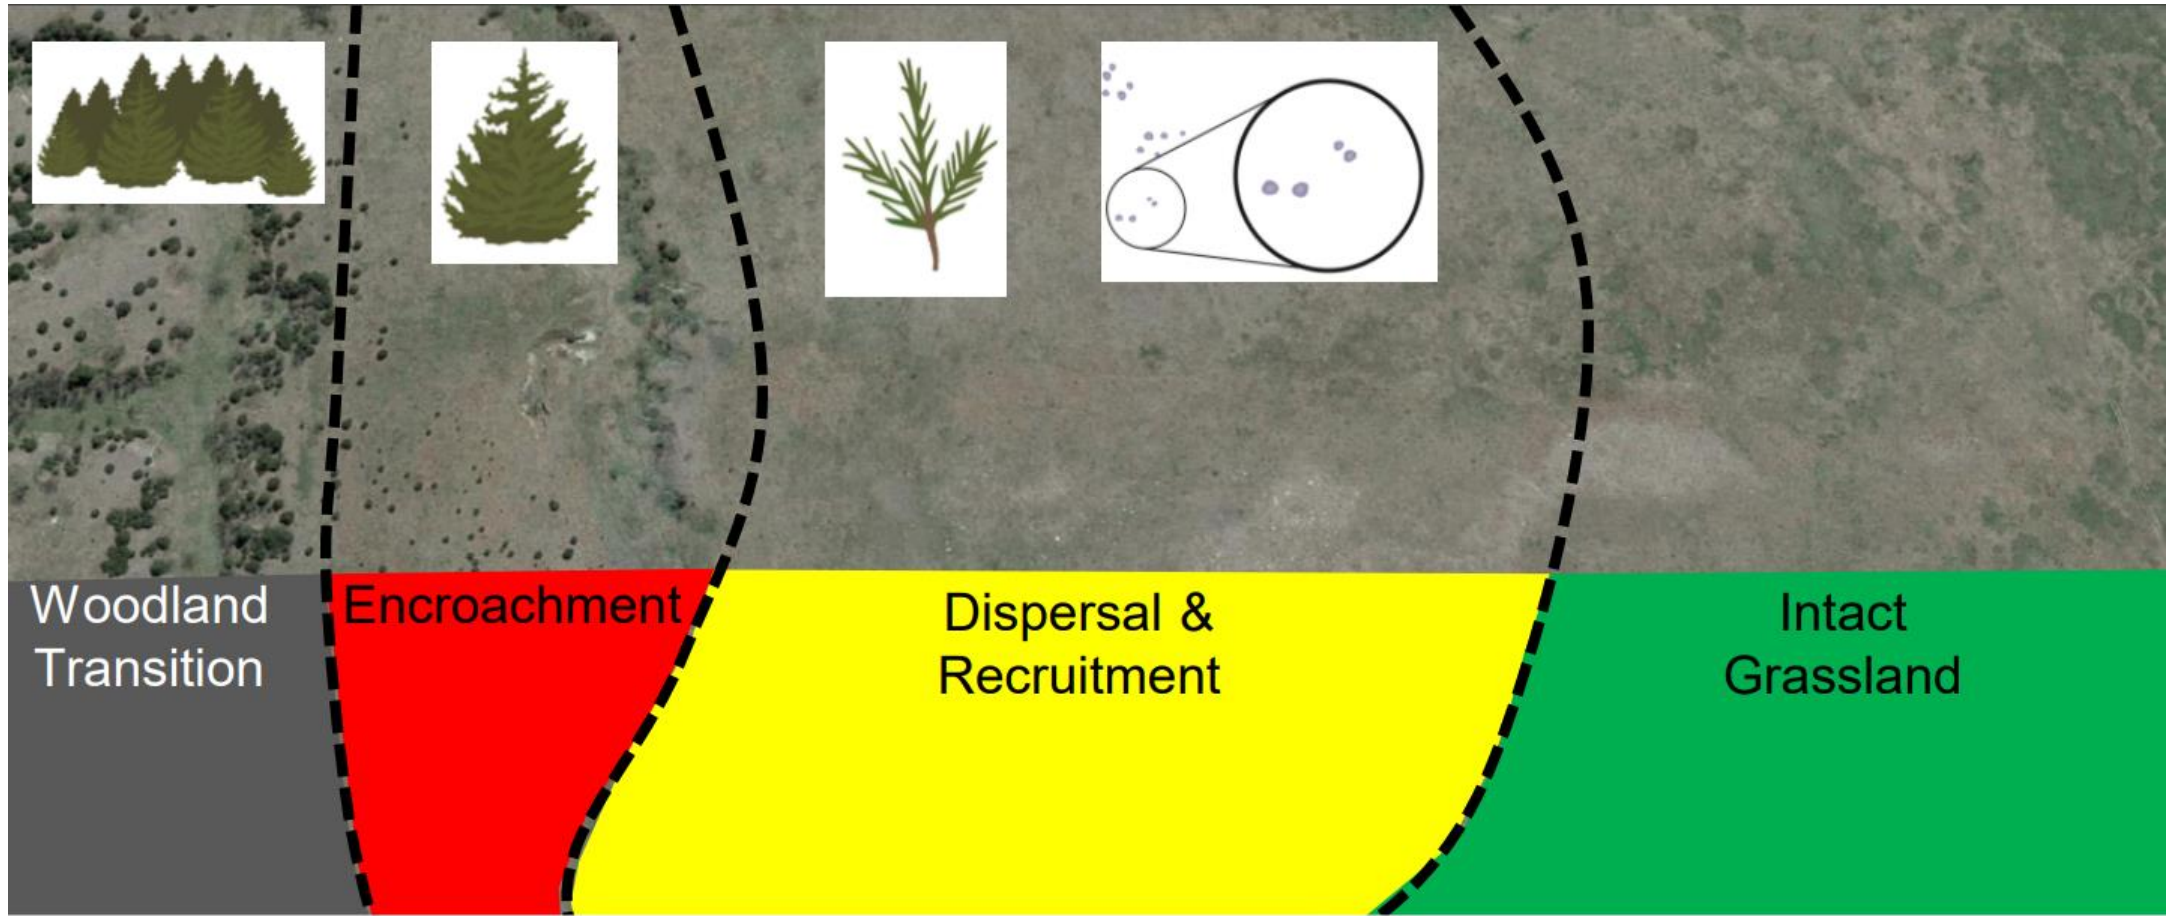 Woodland
Transition
Encroachment
Dispersal &
Recruitment
Intact
Grassland